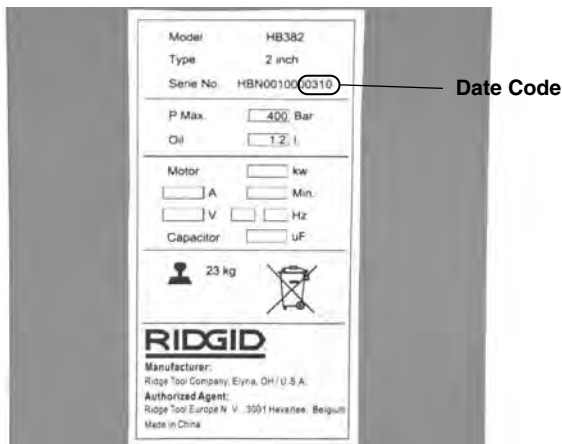 Model HB382
Type 2 inch
Serie No. HBN0010000310
Date Code
P Max. 400 Bar
Oil 1.2 l.
Motor kw
A Min.
V Hz
Capacitor uF
23 kg
RIDGID
Manufacturer:
Ridge Tool Company, Elyria, OH / U.S.A.
Authorized Agent:
Ridge Tool Europe N. V., 3001 Heverlee, Belgium
Made in China